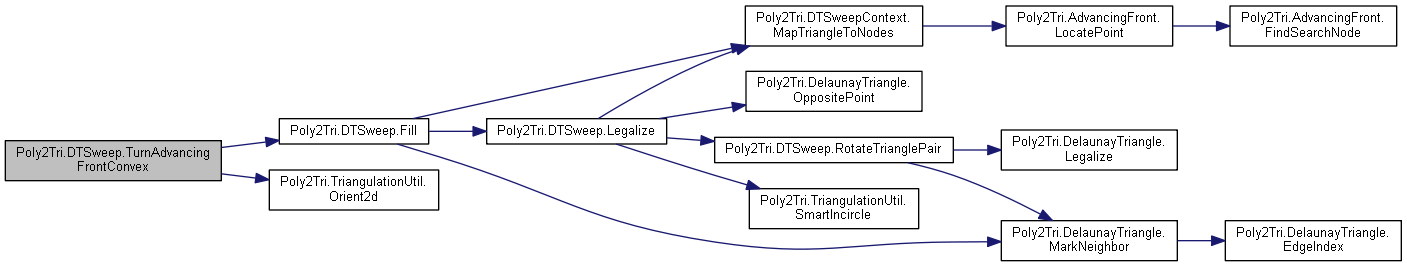 Poly2Tri.DTSweep.TurnAdvancing
FrontConvex
Poly2Tri.DTSweep.Fill
Poly2Tri.TriangulationUtil.
Orient2d
Poly2Tri.DTSweep.Legalize
Poly2Tri.DTSweepContext.
MapTriangleToNodes
Poly2Tri.DelaunayTriangle.
OppositePoint
Poly2Tri.DTSweep.RotateTrianglePair
Poly2Tri.TriangulationUtil.
SmartIncircle
Poly2Tri.AdvancingFront.
LocatePoint
Poly2Tri.DelaunayTriangle.
Legalize
Poly2Tri.DelaunayTriangle.
MarkNeighbor
Poly2Tri.AdvancingFront.
FindSearchNode
Poly2Tri.DelaunayTriangle.
EdgeIndex